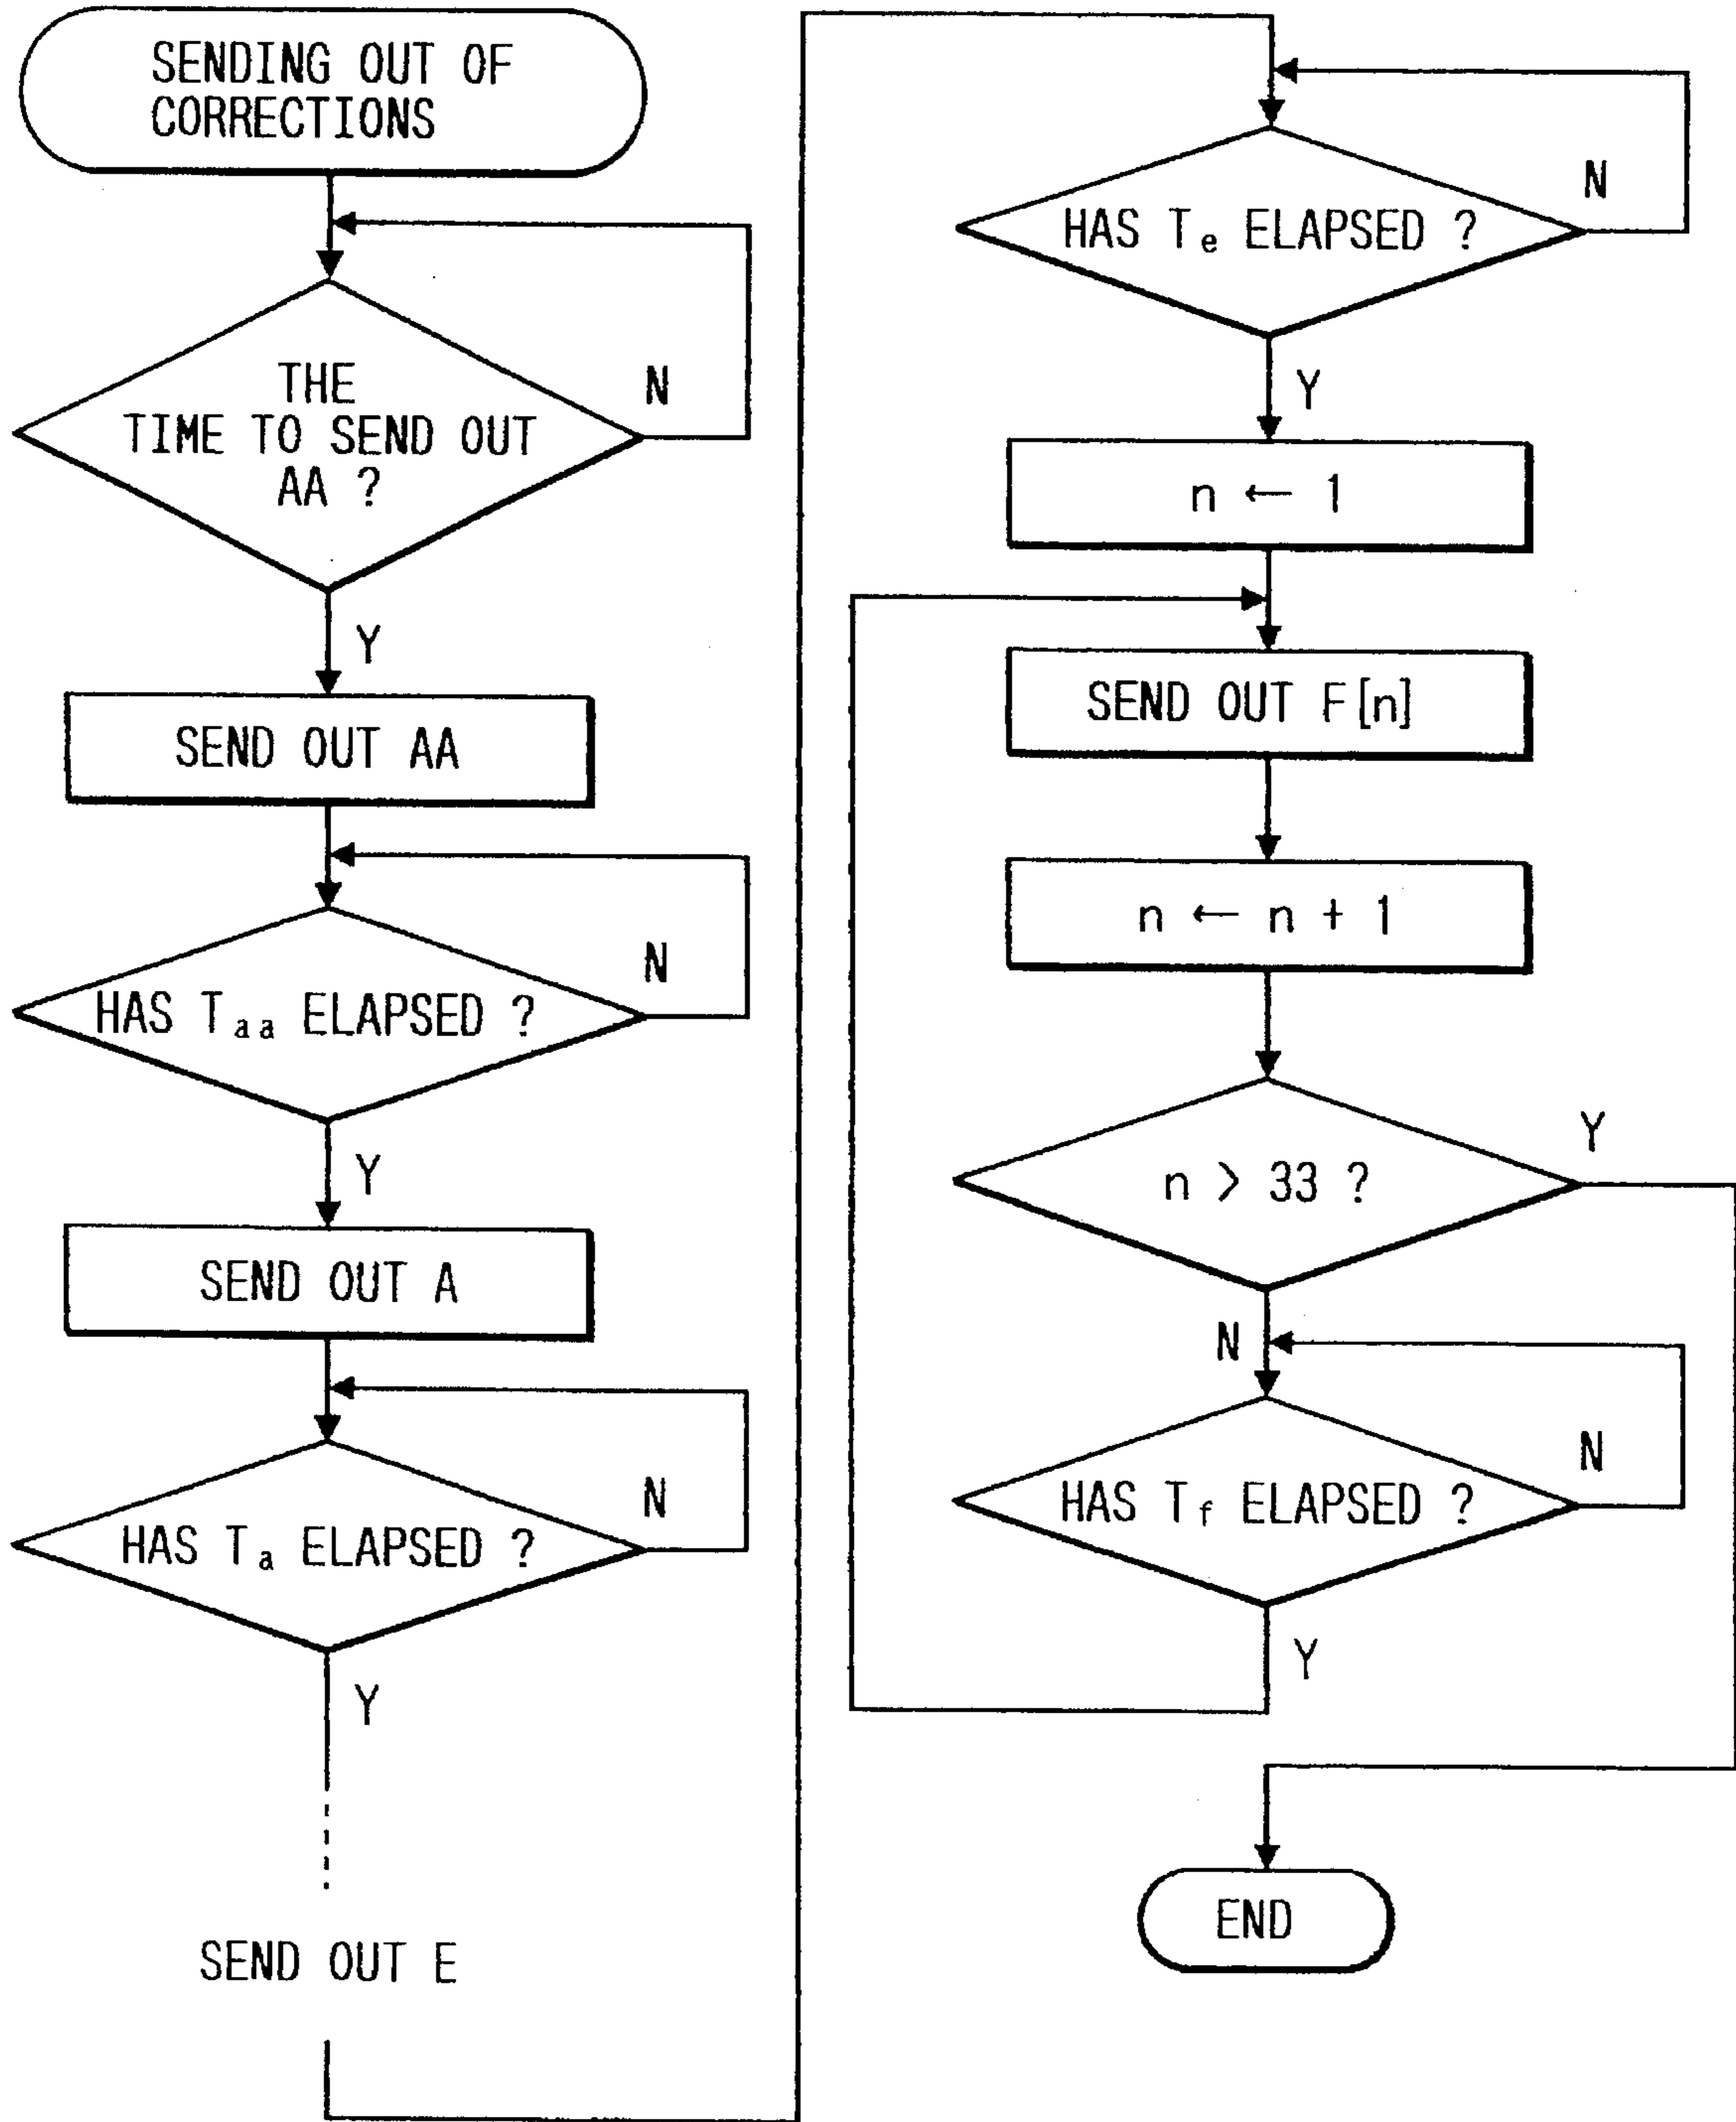 SENDING OUT OF
CORRECTIONS
THE
TIME TO SEND OUT
AA ?
N
Y
SEND OUT AA
HAS Taa ELAPSED ?
N
Y
SEND OUT A
HAS Ta ELAPSED ?
N
Y
SEND OUT E
HAS Te ELAPSED ?
N
Y
n ← 1
SEND OUT F[n]
n ← n + 1
n > 33 ?
Y
N
HAS Tf ELAPSED ?
N
Y
END